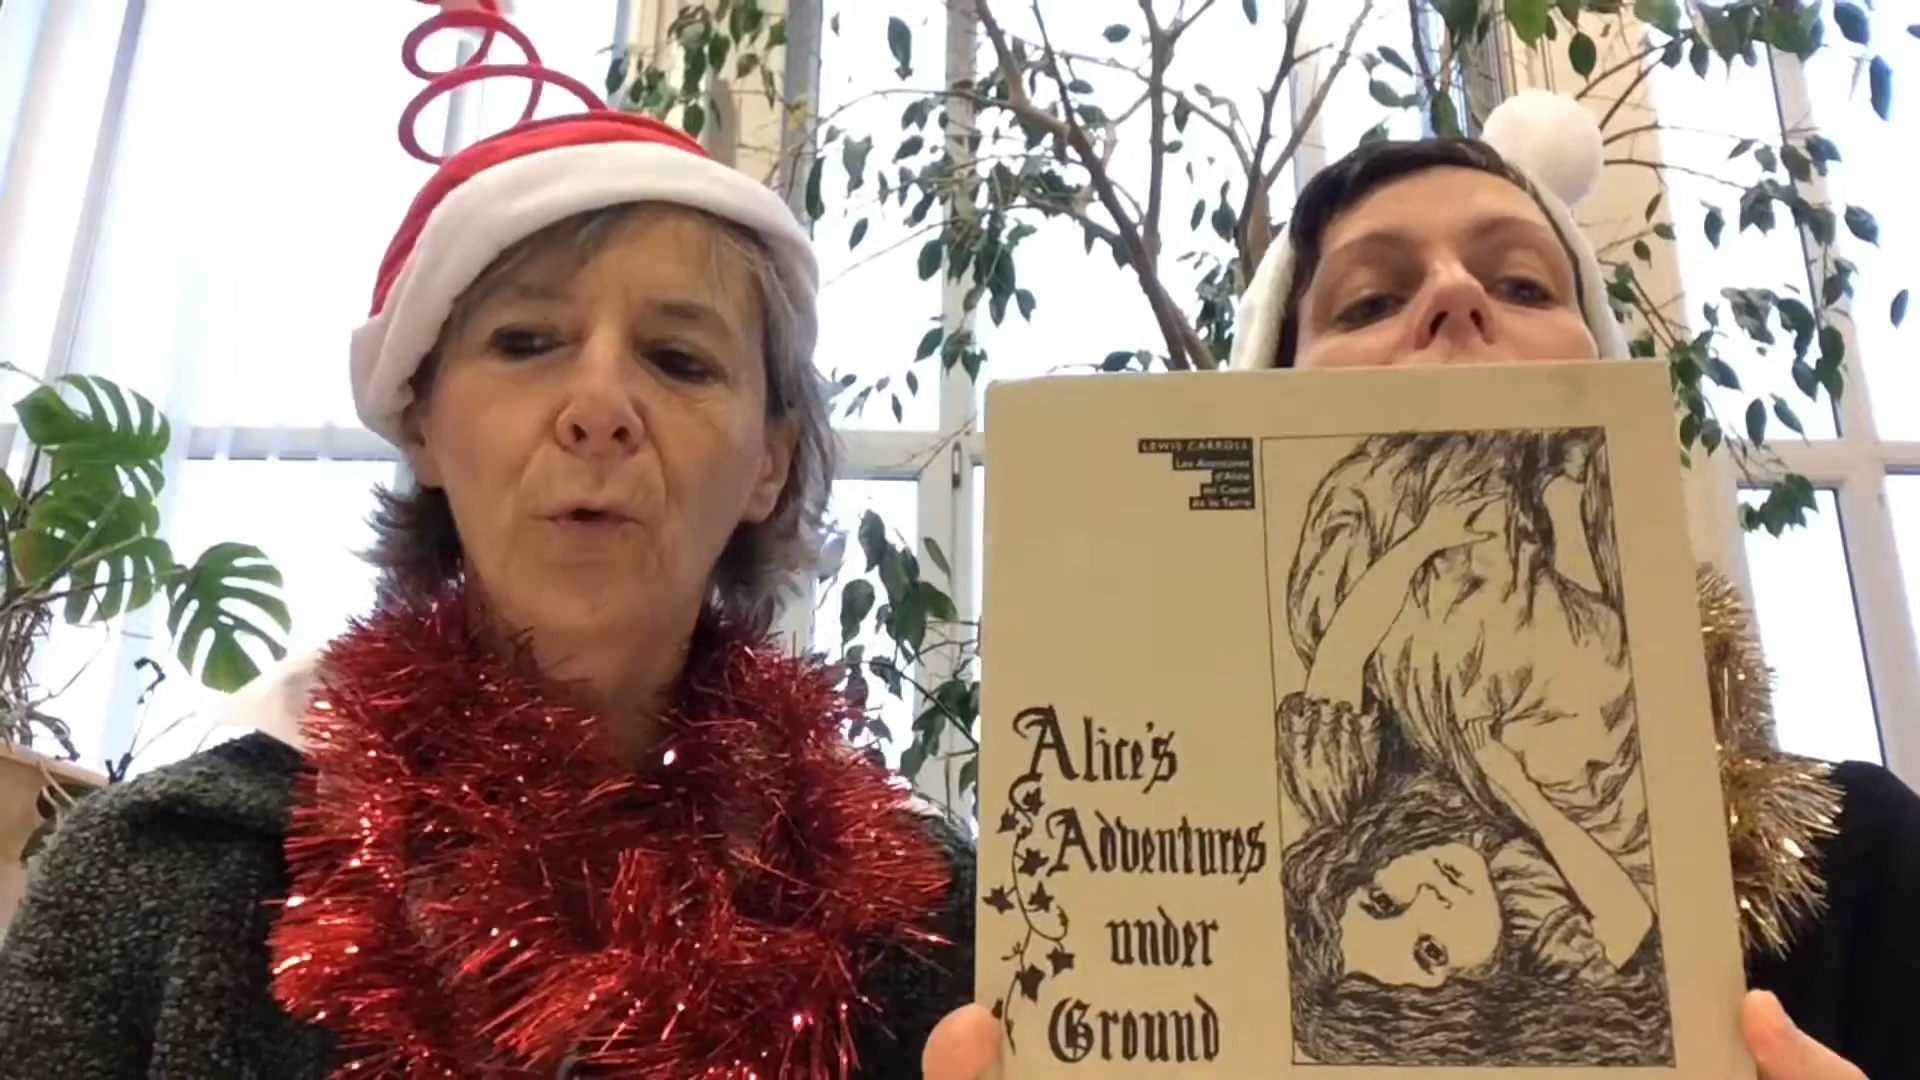 LEWIS CARROLL
Les Aventures
d'Alice
au Cœur
de la Terre
Alice's
Adventures
under
Ground